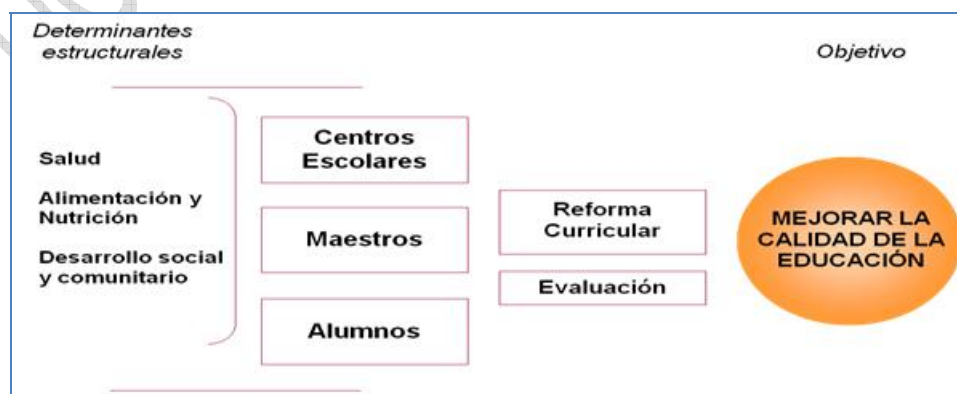 Determinantes
estructurales
Objetivo
Salud
Alimentación y
Nutrición
Desarrollo social
y comunitario
Centros
Escolares
Maestros
Alumnos
Reforma
Curricular
Evaluación
MEJORAR LA
CALIDAD DE LA
EDUCACIÓN